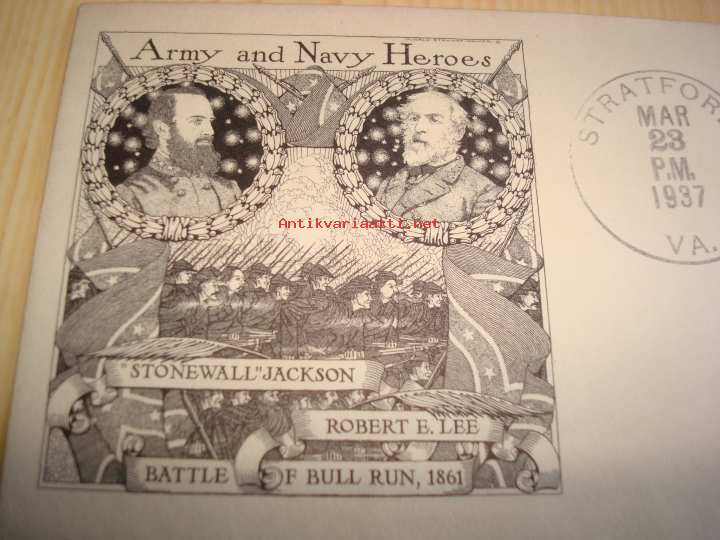 Army and Navy Heroes
STRATFOR
MAR
23
P.M.
1937
VA.
Antikvariaatti.net
"STONEWALL" JACKSON
ROBERT E. LEE
BATTLE OF BULL RUN, 1861